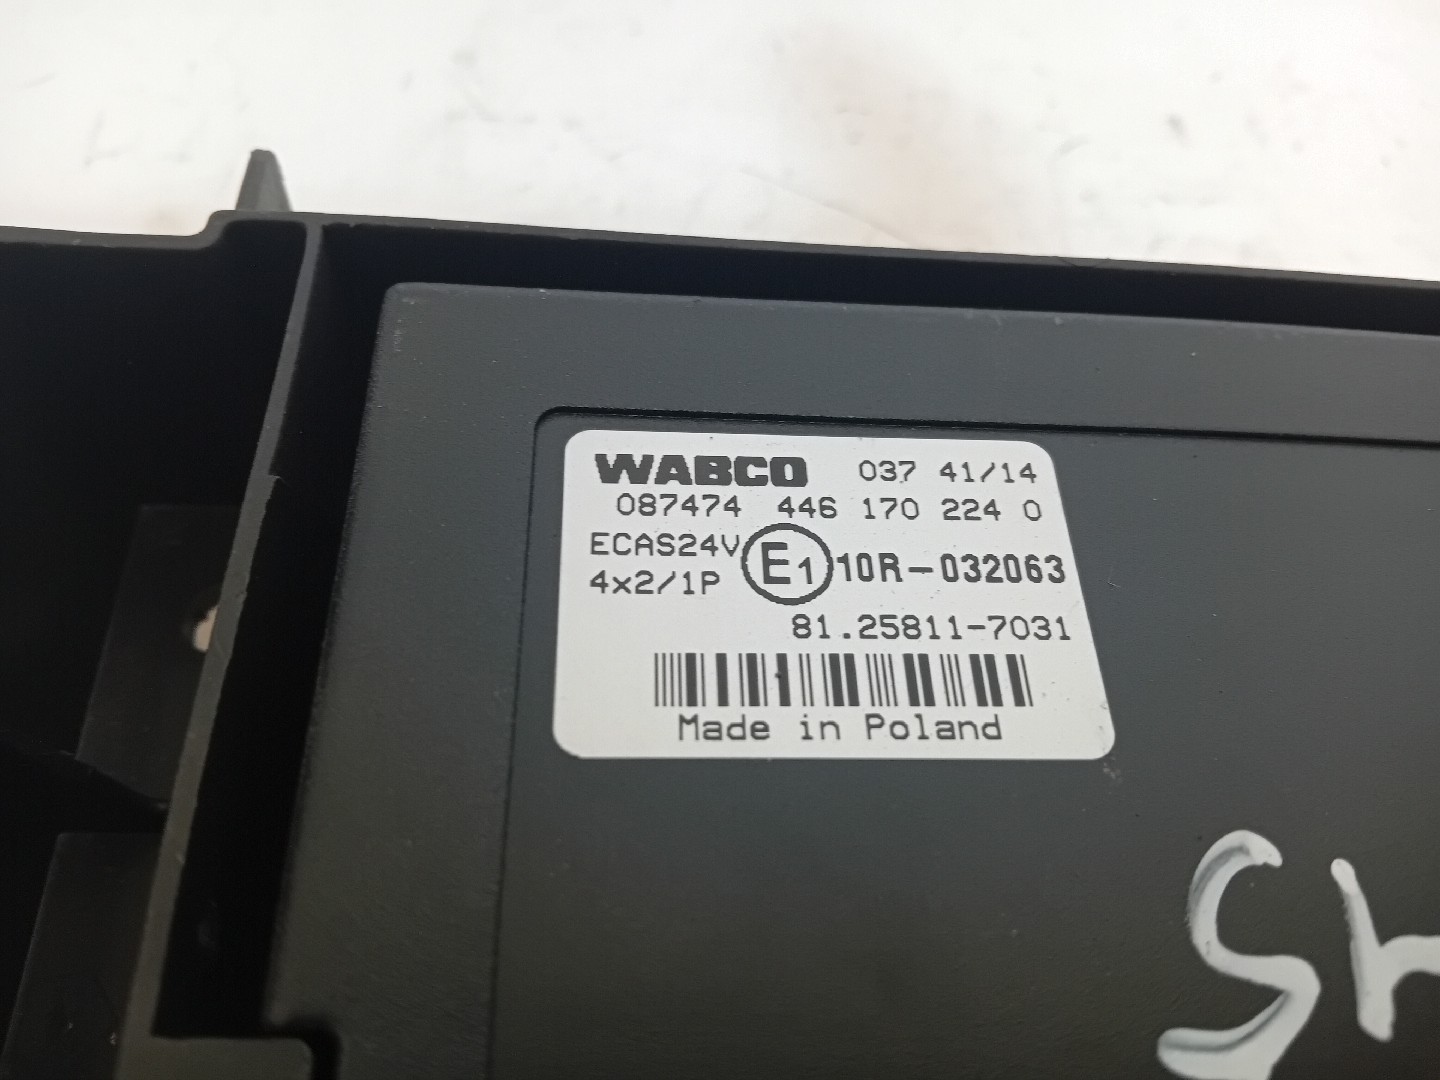 WABCO 037 41/14
087474 446 170 224 0
ECAS24V E1 10R-032063
4x2/1P
81.25811-7031
Made in Poland